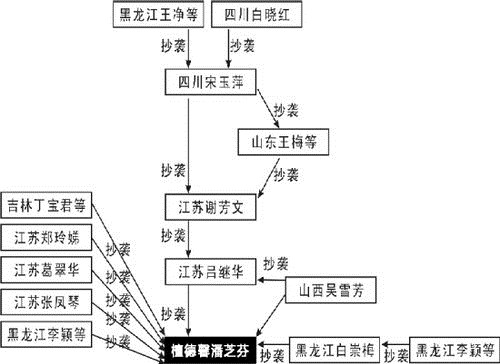 黑龙江王净等
四川白晓红
抄袭
抄袭
四川宋玉萍
抄袭
山东王梅等
抄袭
抄袭
吉林丁宝君等
江苏谢芳文
江苏郑玲娣
抄袭
抄袭
江苏葛翠华
江苏吕继华
抄袭
抄袭
山西吴雪芳
江苏张凤琴
抄袭
抄袭
抄袭
黑龙江李颖等
抄袭
植德馨潘芝芬
黑龙江白崇梅
黑龙江李颖等
抄袭
抄袭